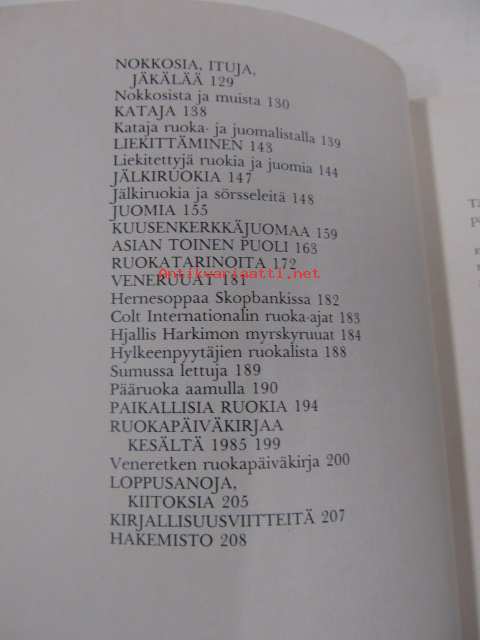 NOKKOSIA, ITUJA,
JÄKÄLÄÄ 129
Nokkosista ja muista 130
KATAJA 138
Kataja ruoka- ja juomalistalla 139
LIEKITTÄMINEN 143
Liekitettyjä ruokia ja juomia 144
JÄLKIRUOKIA 147
Jälkiruokia ja sörsseleitä 148
JUOMIA 155
KUUSENKERKKÄJUOMAA 159
ASIAN TOINEN PUOLI 163
RUOKATARINOITA 172
Antikvariaatti.net
VENERUUAT 181
Hernesoppaa Skopbankissa 182
Colt Internationalin ruoka-ajat 183
Hjallis Harkimon myrskyruuat 184
Hylkeenpyytäjien ruokalista 188
Sumussa lettuja 189
Pääruoka aamulla 190
PAIKALLISIA RUOKIA 194
RUOKAPÄIVÄKIRJAA
KESÄLTÄ 1985 199
Veneretken ruokapäiväkirja 200
LOPPUSANOJA,
KIITOKSIA 205
KIRJALLISUUSVIITTEITÄ 207
HAKEMISTO 208